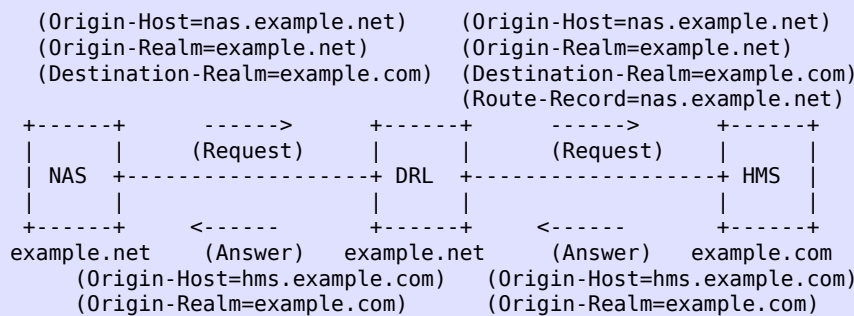 (Origin-Host=nas.example.net)    (Origin-Host=nas.example.net)
(Origin-Realm=example.net)       (Origin-Realm=example.net)
(Destination-Realm=example.com)  (Destination-Realm=example.com)
(Route-Record=nas.example.net)
+------+      ------>      +------+      ------>      +------+
|      |     (Request)     |      |     (Request)     |      |
| NAS  +-------------------+ DRL  +-------------------+ HMS  |
|      |                   |      |                   |      |
+------+     <------       +------+     <------       +------+
example.net    (Answer)   example.net     (Answer)   example.com
(Origin-Host=hms.example.com)   (Origin-Host=hms.example.com)
(Origin-Realm=example.com)      (Origin-Realm=example.com)